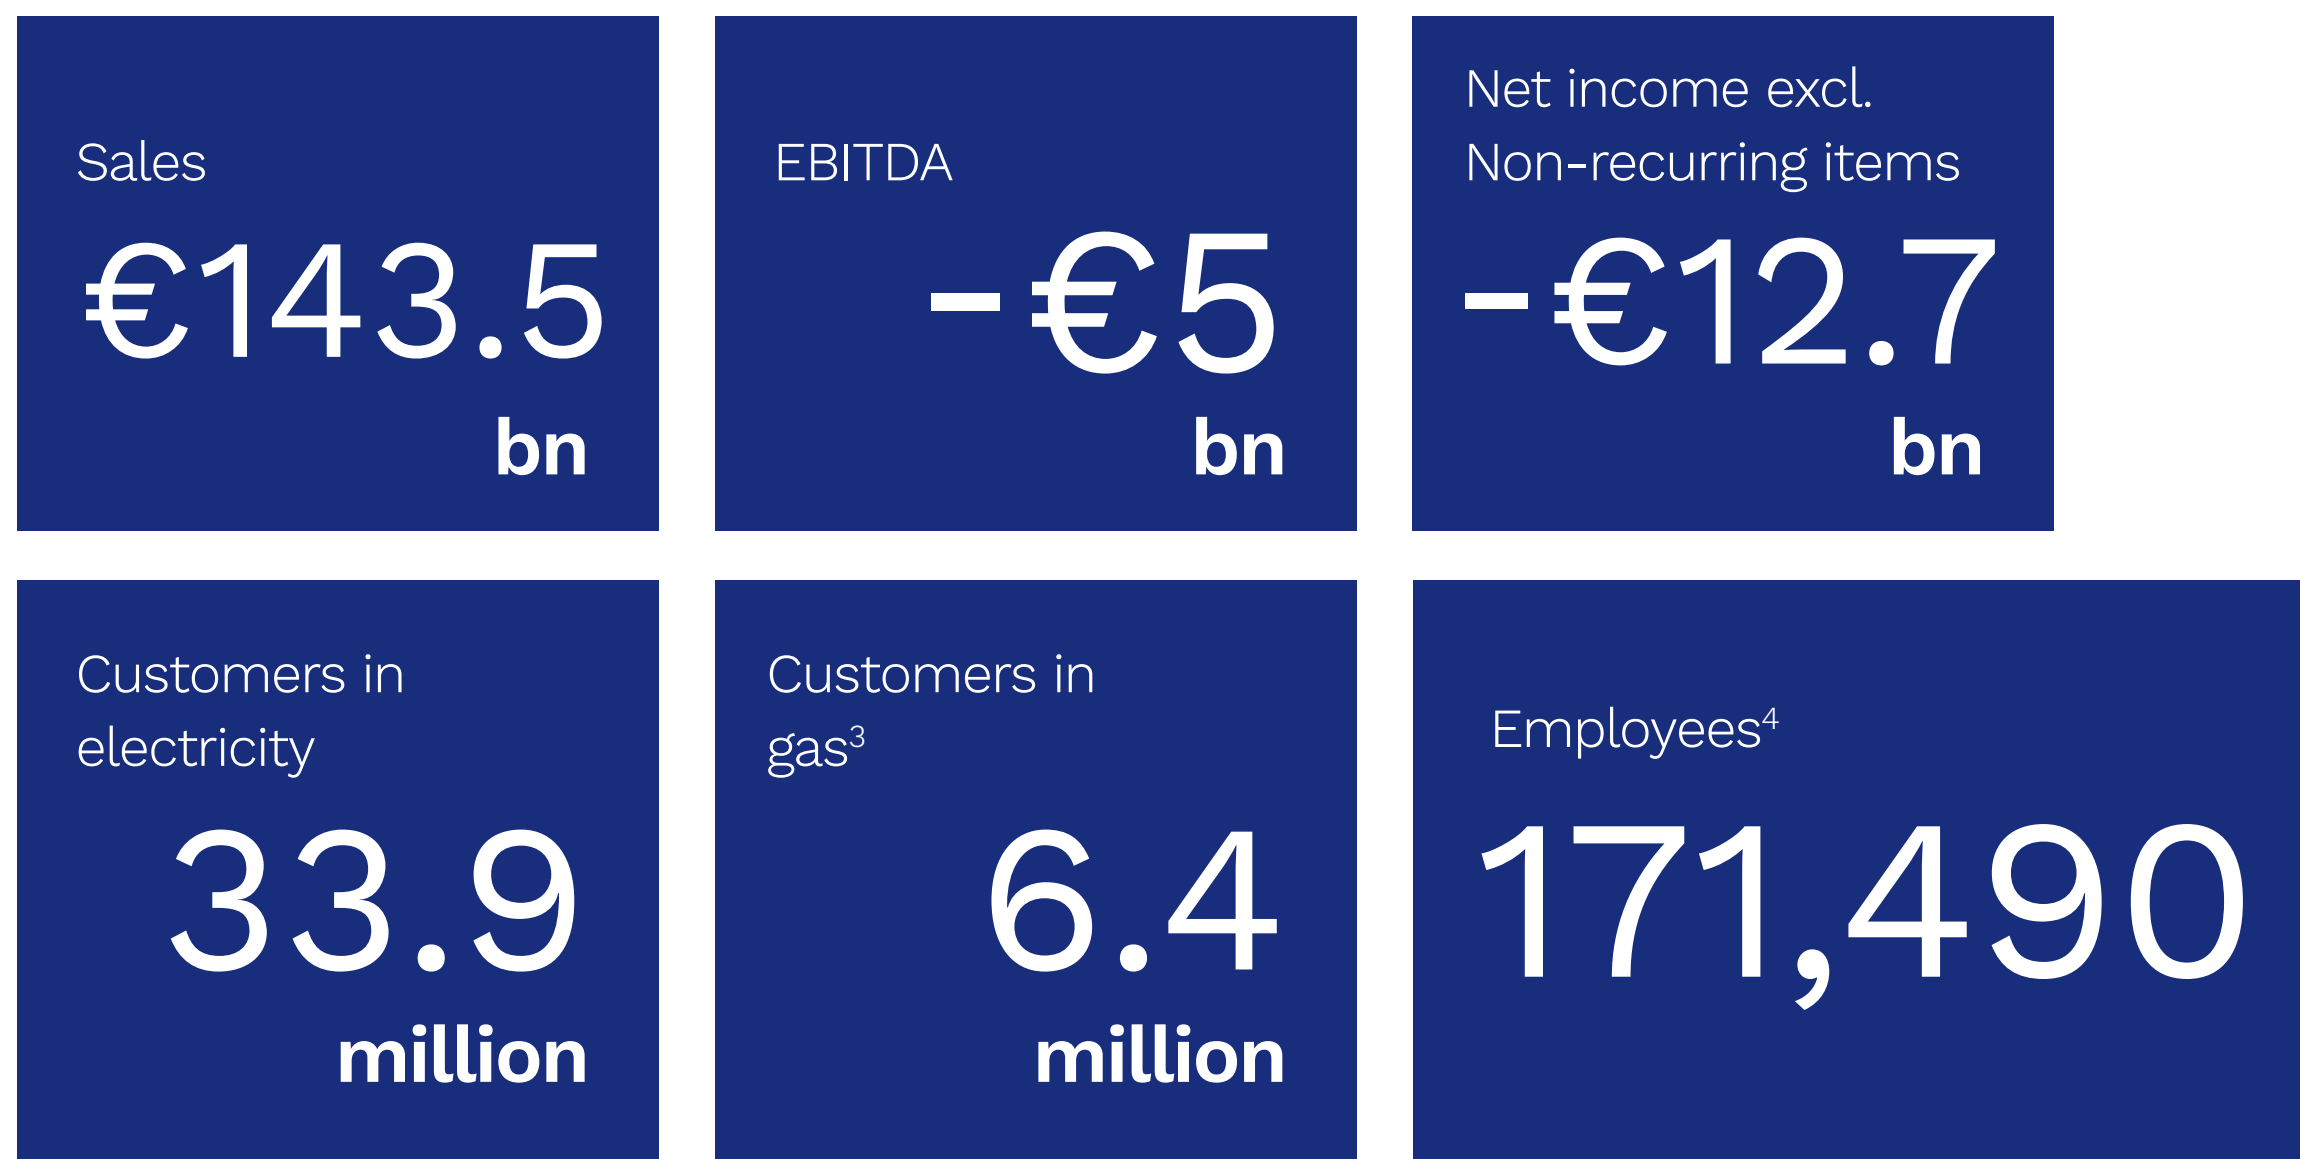 Sales
€143.5
bn
EBITDA
-€5
bn
Net income excl.
Non-recurring items
-€12.7
bn
Customers in
electricity
33.9
million
Customers in
gas³
6.4
million
Employees⁴
171,490